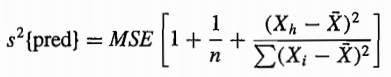 s²{pred} = MSE [1 + 1/n + (X_h − X̄)² / Σ(X_i − X̄)²]